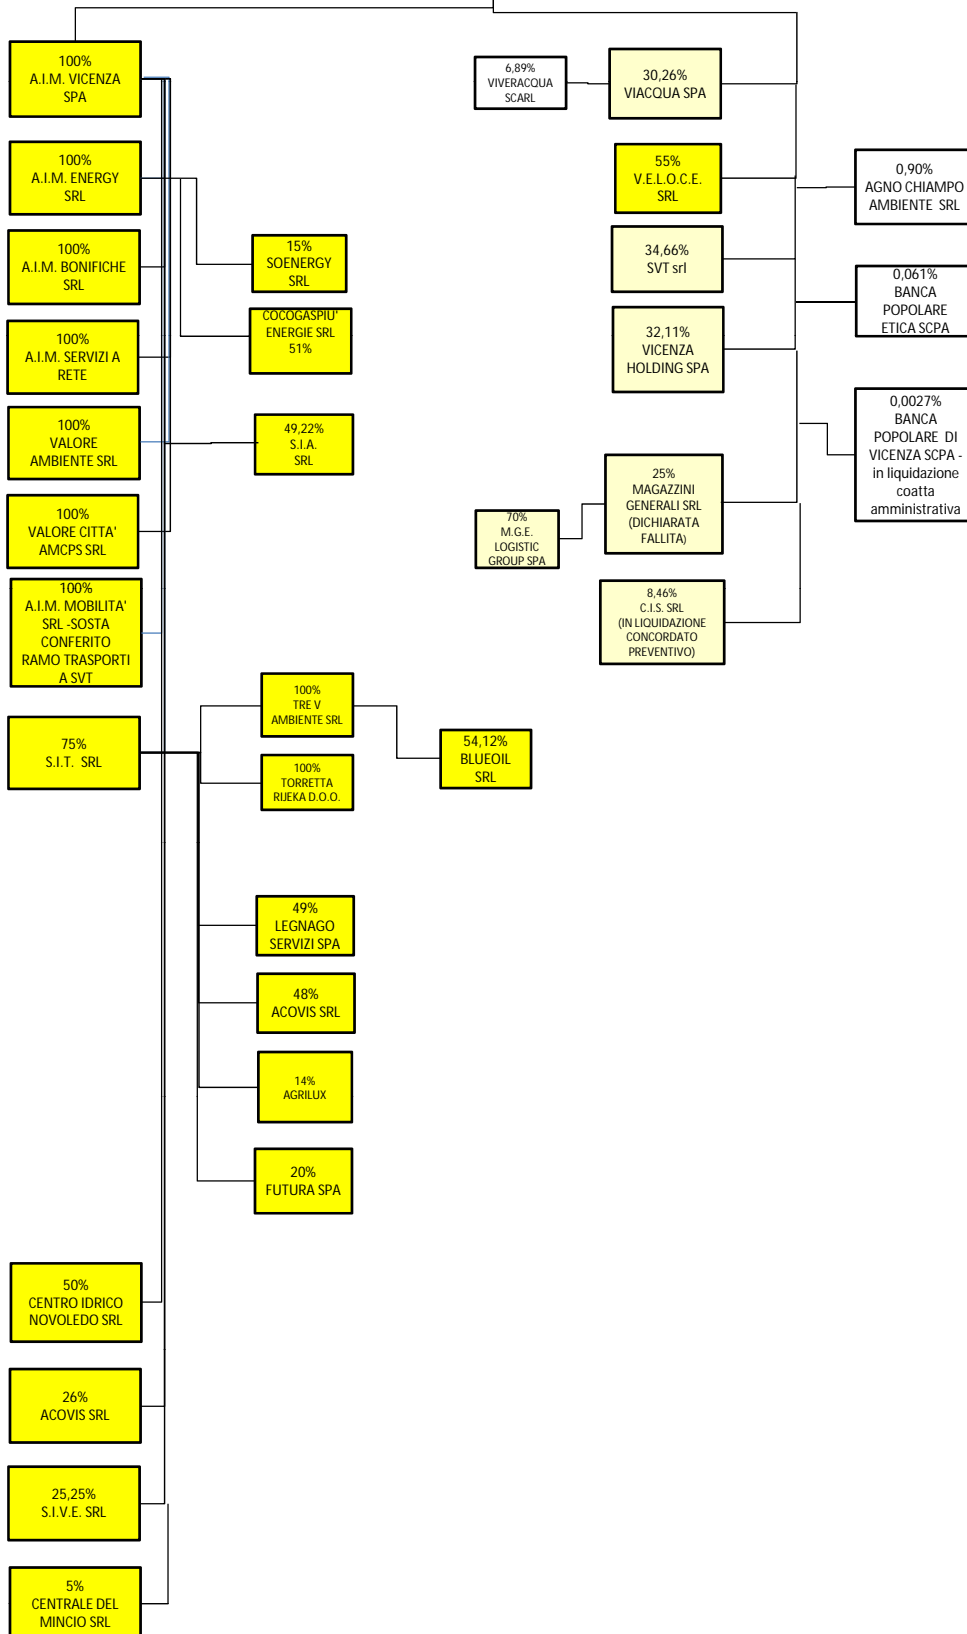 100%
A.I.M. VICENZA
SPA
100%
A.I.M. ENERGY
SRL
100%
A.I.M. BONIFICHE
SRL
100%
A.I.M. SERVIZI A
RETE
100%
VALORE
AMBIENTE SRL
100%
VALORE CITTA'
AMCPS SRL
100%
A.I.M. MOBILITA'
SRL -SOSTA
CONFERITO
RAMO TRASPORTI
A SVT
75%
S.I.T. SRL
50%
CENTRO IDRICO
NOVOLEDO SRL
26%
ACOVIS SRL
25,25%
S.I.V.E. SRL
5%
CENTRALE DEL
MINCIO SRL
15%
SOENERGY
SRL
COCOGASPIU'
ENERGIE SRL
51%
49,22%
S.I.A.
SRL
100%
TRE V
AMBIENTE SRL
100%
TORRETTA
RIJEKA D.O.O.
54,12%
BLUEOIL
SRL
49%
LEGNAGO
SERVIZI SPA
48%
ACOVIS SRL
14%
AGRILUX
20%
FUTURA SPA
6,89%
VIVERACQUA
SCARL
30,26%
VIACQUA SPA
55%
V.E.L.O.C.E.
SRL
34,66%
SVT srl
32,11%
VICENZA
HOLDING SPA
25%
MAGAZZINI
GENERALI SRL
(DICHIARATA
FALLITA)
70%
M.G.E.
LOGISTIC
GROUP SPA
8,46%
C.I.S. SRL
(IN LIQUIDAZIONE
CONCORDATO
PREVENTIVO)
0,90%
AGNO CHIAMPO
AMBIENTE SRL
0,061%
BANCA
POPOLARE
ETICA SCPA
0,0027%
BANCA
POPOLARE DI
VICENZA SCPA -
in liquidazione
coatta
amministrativa